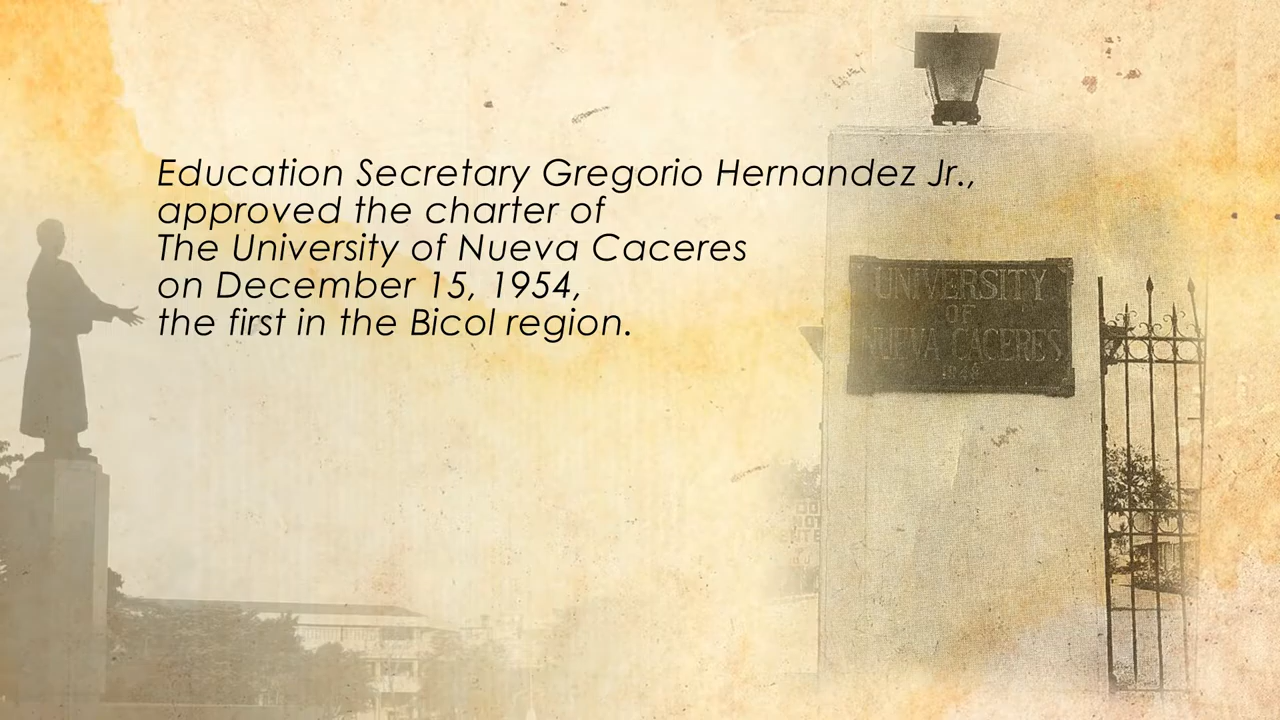 Education Secretary Gregorio Hernandez Jr.,
approved the charter of
The University of Nueva Caceres
on December 15, 1954,
the first in the Bicol region.
UNIVERSITY
OF
NUEVA CACERES